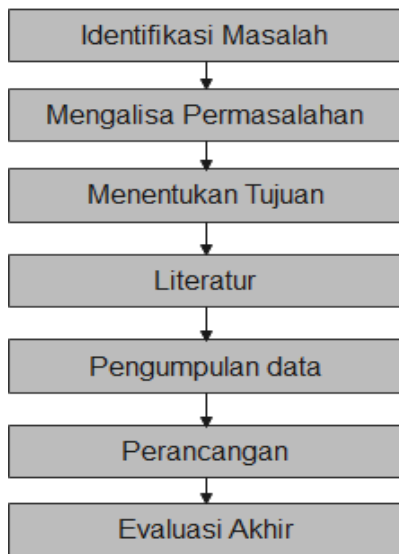 Identifikasi Masalah
Mengalisa Permasalahan
Menentukan Tujuan
Literatur
Pengumpulan data
Perancangan
Evaluasi Akhir